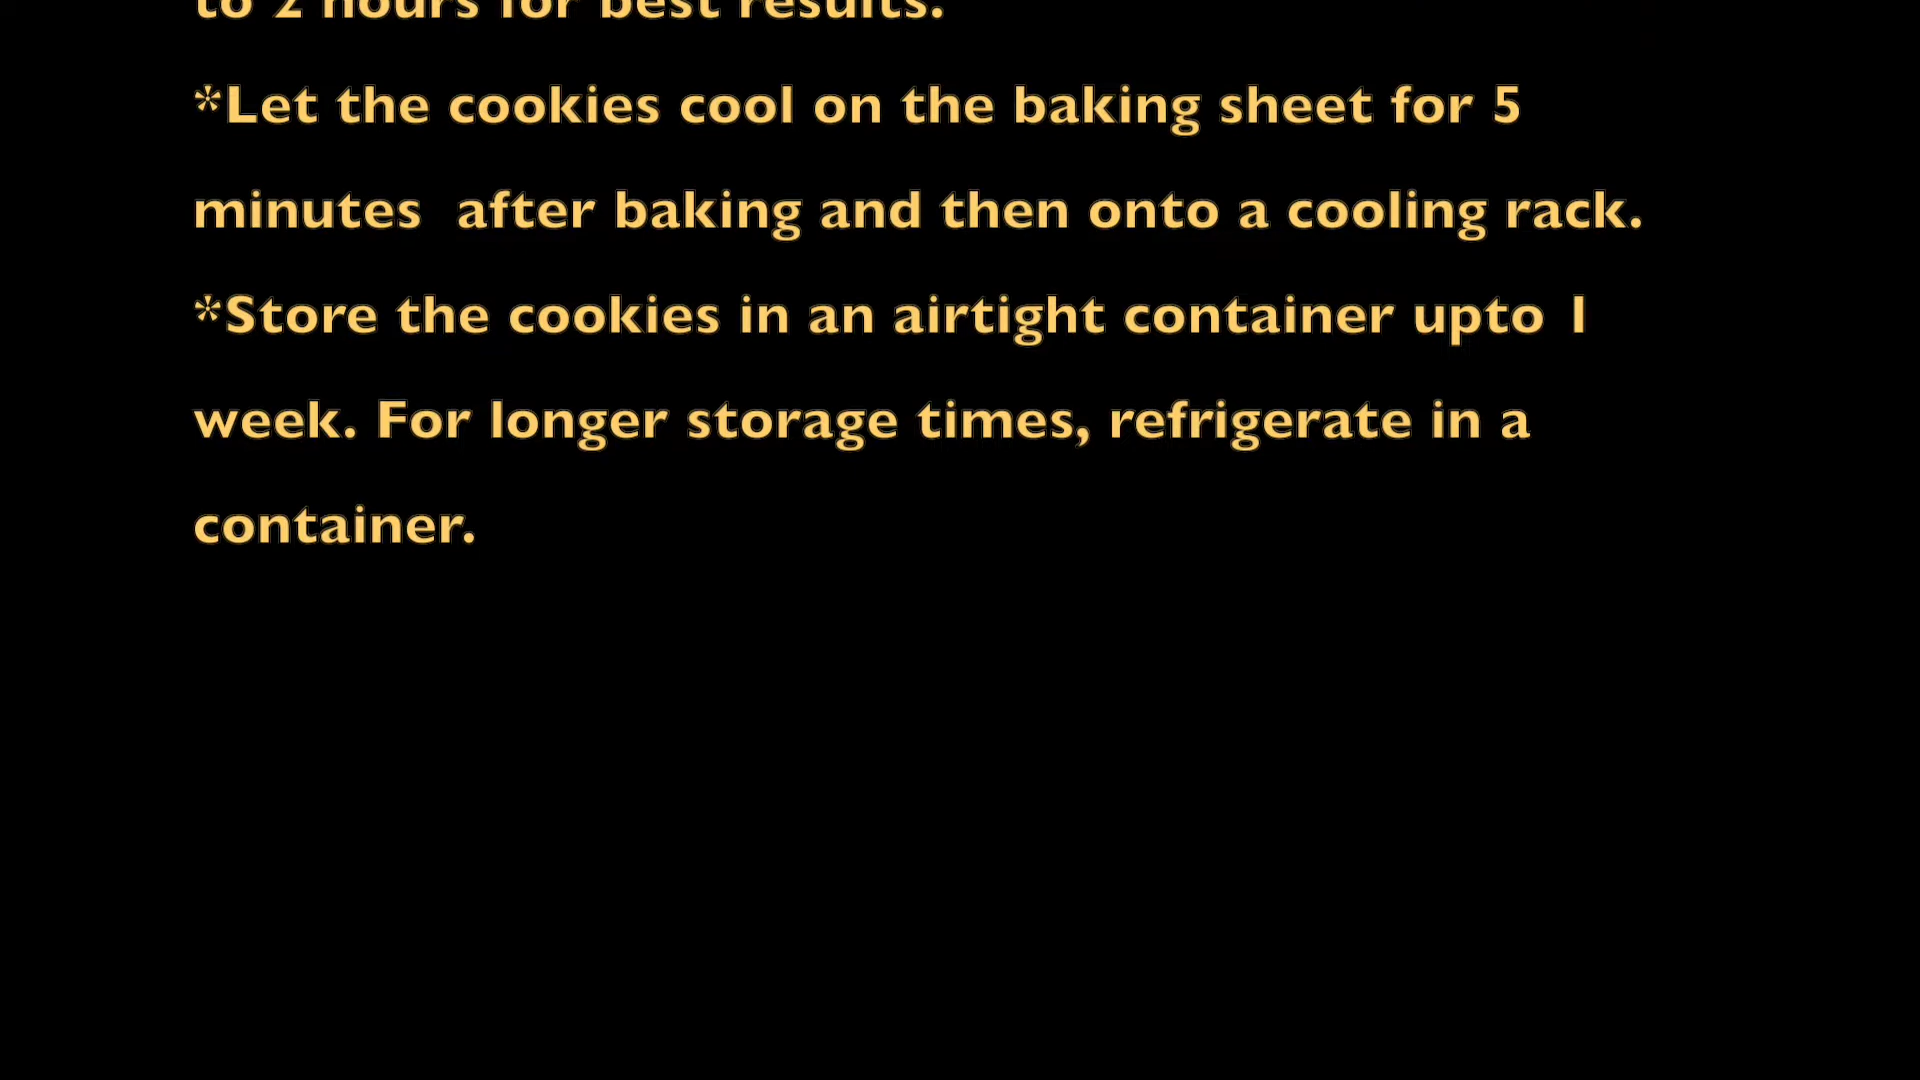 to 2 hours for best results.
*Let the cookies cool on the baking sheet for 5
minutes  after baking and then onto a cooling rack.
*Store the cookies in an airtight container upto 1
week. For longer storage times, refrigerate in a
container.